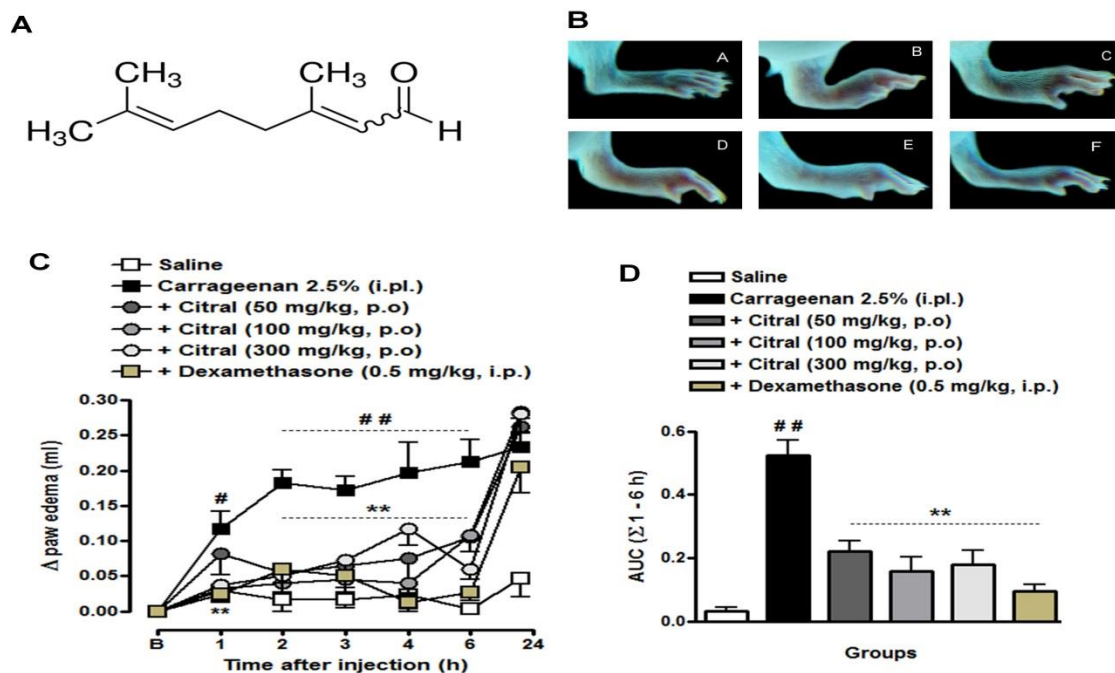 A
CH₃
CH₃
O
H₃C
H
B
A
B
C
D
E
F
C
Saline
Carrageenan 2.5% (i.pl.)
+ Citral (50 mg/kg, p.o)
+ Citral (100 mg/kg, p.o)
+ Citral (300 mg/kg, p.o)
+ Dexamethasone (0.5 mg/kg, i.p.)
Δ paw edema (ml)
0.30
0.25
0.20
0.15
0.10
0.05
0.00
# #
#
**
**
B 1 2 3 4 6 24
Time after injection (h)
D
Saline
Carrageenan 2.5% (i.pl.)
+ Citral (50 mg/kg, p.o)
+ Citral (100 mg/kg, p.o)
+ Citral (300 mg/kg, p.o)
+ Dexamethasone (0.5 mg/kg, i.p.)
AUC (Σ 1 - 6 h)
0.6
0.4
0.2
0.0
# #
**
Groups